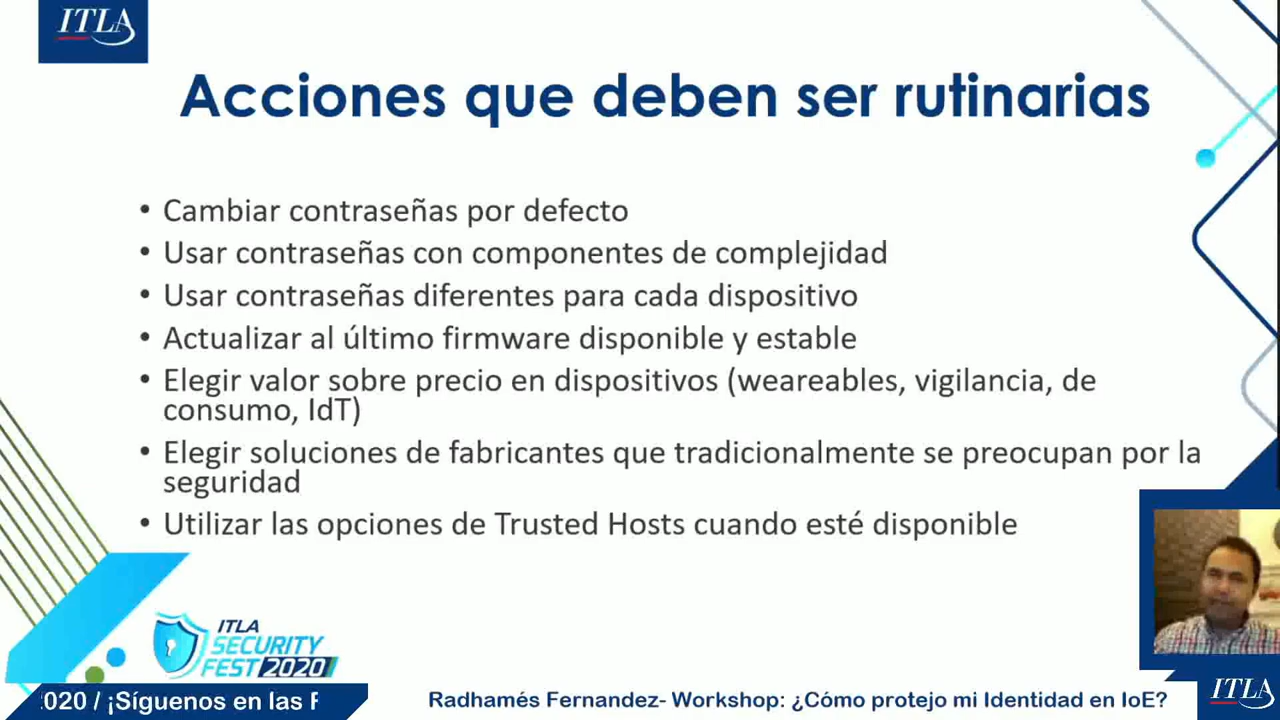 ITLA
Acciones que deben ser rutinarias
• Cambiar contraseñas por defecto
• Usar contraseñas con componentes de complejidad
• Usar contraseñas diferentes para cada dispositivo
• Actualizar al último firmware disponible y estable
• Elegir valor sobre precio en dispositivos (weareables, vigilancia, de
consumo, IdT)
• Elegir soluciones de fabricantes que tradicionalmente se preocupan por la
seguridad
• Utilizar las opciones de Trusted Hosts cuando esté disponible
ITLA
SECURITY
FEST 2020
020 / ¡Síguenos en las
Radhamés Fernandez- Workshop: ¿Cómo protejo mi Identidad en IoE?
ITLA